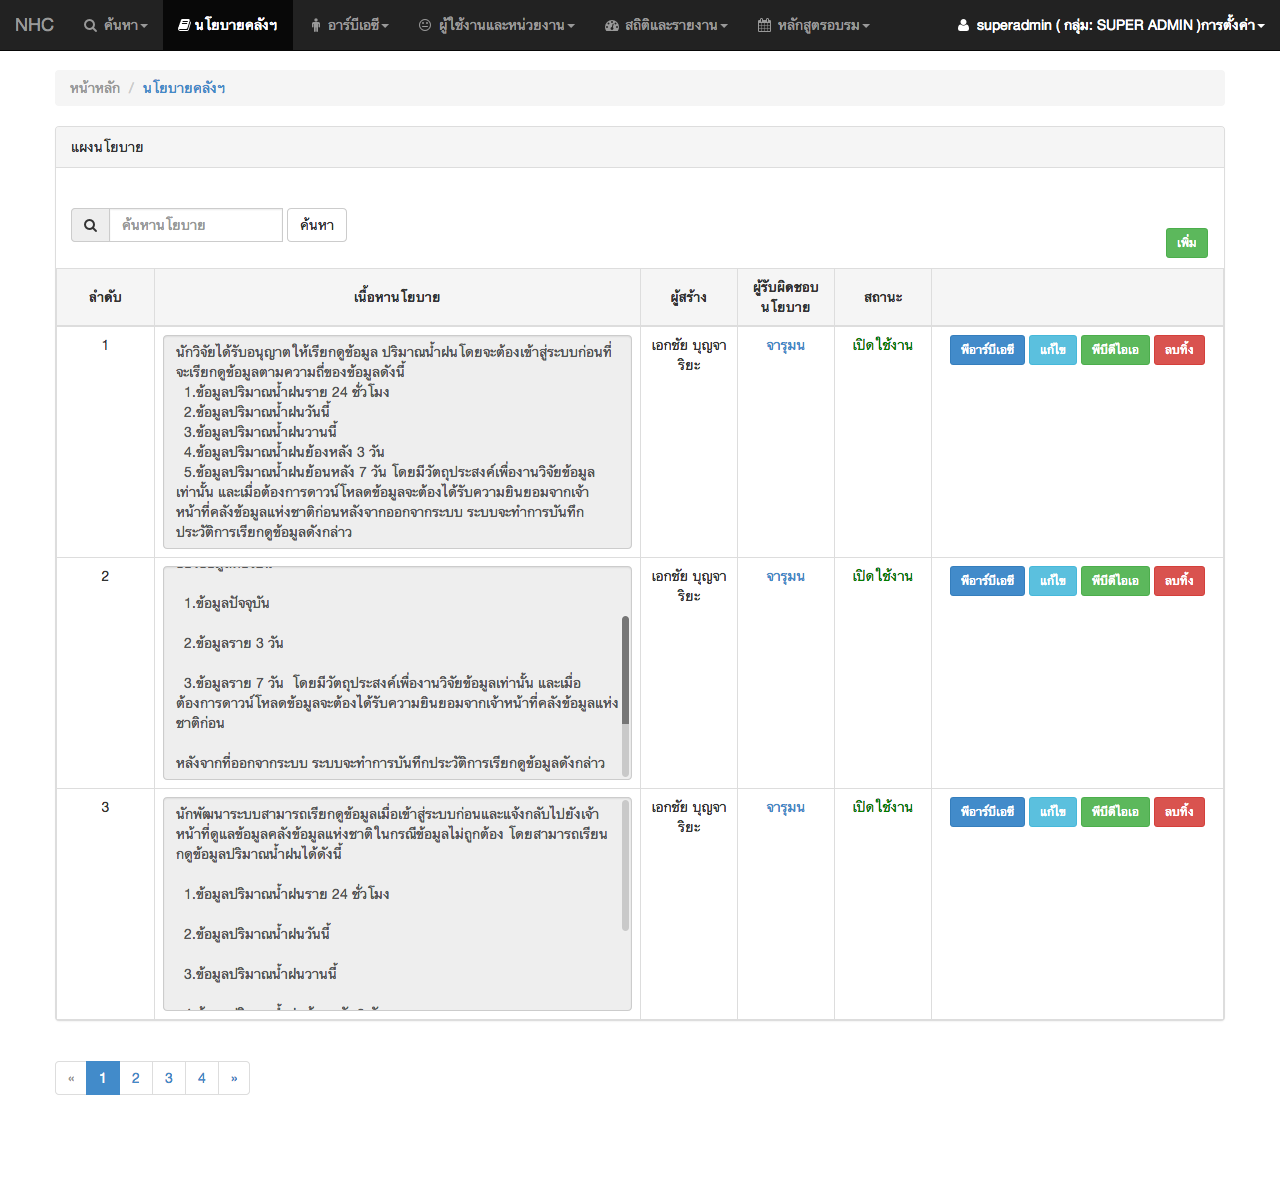 NHC ค้นหา นโยบายคลังฯ อาร์บีเอซี ผู้ใช้งานและหน่วยงาน สถิติและรายงาน หลักสูตรอบรม superadmin ( กลุ่ม: SUPER ADMIN )การตั้งค่า
หน้าหลัก / นโยบายคลังฯ
แผงนโยบาย
ค้นหานโยบาย ค้นหา
เพิ่ม
ลำดับ เนื้อหานโยบาย ผู้สร้าง ผู้รับผิดชอบ สถานะ
นโยบาย
1 นักวิจัยได้รับอนุญาตให้เรียกดูข้อมูล ปริมาณน้ำฝนโดยจะต้องเข้าสู่ระบบก่อนที่ เอกชัย บุญจา จารุมน เปิดใช้งาน พีอาร์บีเอซี แก้ไข พีบีดีไอเอ ลบทิ้ง
จะเรียกดูข้อมูลตามความถี่ของข้อมูลดังนี้ ริยะ
1.ข้อมูลปริมาณน้ำฝนราย 24 ชั่วโมง
2.ข้อมูลปริมาณน้ำฝนวันนี้
3.ข้อมูลปริมาณน้ำฝนวานนี้
4.ข้อมูลปริมาณน้ำฝนย้องหลัง 3 วัน
5.ข้อมูลปริมาณน้ำฝนย้อนหลัง 7 วัน โดยมีวัตถุประสงค์เพื่องานวิจัยข้อมูล
เท่านั้น และเมื่อต้องการดาวน์โหลดข้อมูลจะต้องได้รับความยินยอมจากเจ้า
หน้าที่คลังข้อมูลแห่งชาติก่อนหลังจากออกจากระบบ ระบบจะทำการบันทึก
ประวัติการเรียกดูข้อมูลดังกล่าว
2 เอกชัย บุญจา จารุมน เปิดใช้งาน พีอาร์บีเอซี แก้ไข พีบีดีไอเอ ลบทิ้ง
ริยะ
1.ข้อมูลปัจจุบัน
2.ข้อมูลราย 3 วัน
3.ข้อมูลราย 7 วัน โดยมีวัตถุประสงค์เพื่องานวิจัยข้อมูลเท่านั้น และเมื่อ
ต้องการดาวน์โหลดข้อมูลจะต้องได้รับความยินยอมจากเจ้าหน้าที่คลังข้อมูลแห่ง
ชาติก่อน
หลังจากที่ออกจากระบบ ระบบจะทำการบันทึกประวัติการเรียกดูข้อมูลดังกล่าว
3 นักพัฒนาระบบสามารถเรียกดูข้อมูลเมื่อเข้าสู่ระบบก่อนและแจ้งกลับไปยังเจ้า เอกชัย บุญจา จารุมน เปิดใช้งาน พีอาร์บีเอซี แก้ไข พีบีดีไอเอ ลบทิ้ง
หน้าที่ดูแลข้อมูลคลังข้อมูลแห่งชาติในกรณีข้อมูลไม่ถูกต้อง โดยสามารถเรียน ริยะ
กดูข้อมูลปริมาณน้ำฝนได้ดังนี้
1.ข้อมูลปริมาณน้ำฝนราย 24 ชั่วโมง
2.ข้อมูลปริมาณน้ำฝนวันนี้
3.ข้อมูลปริมาณน้ำฝนวานนี้
« 1 2 3 4 »